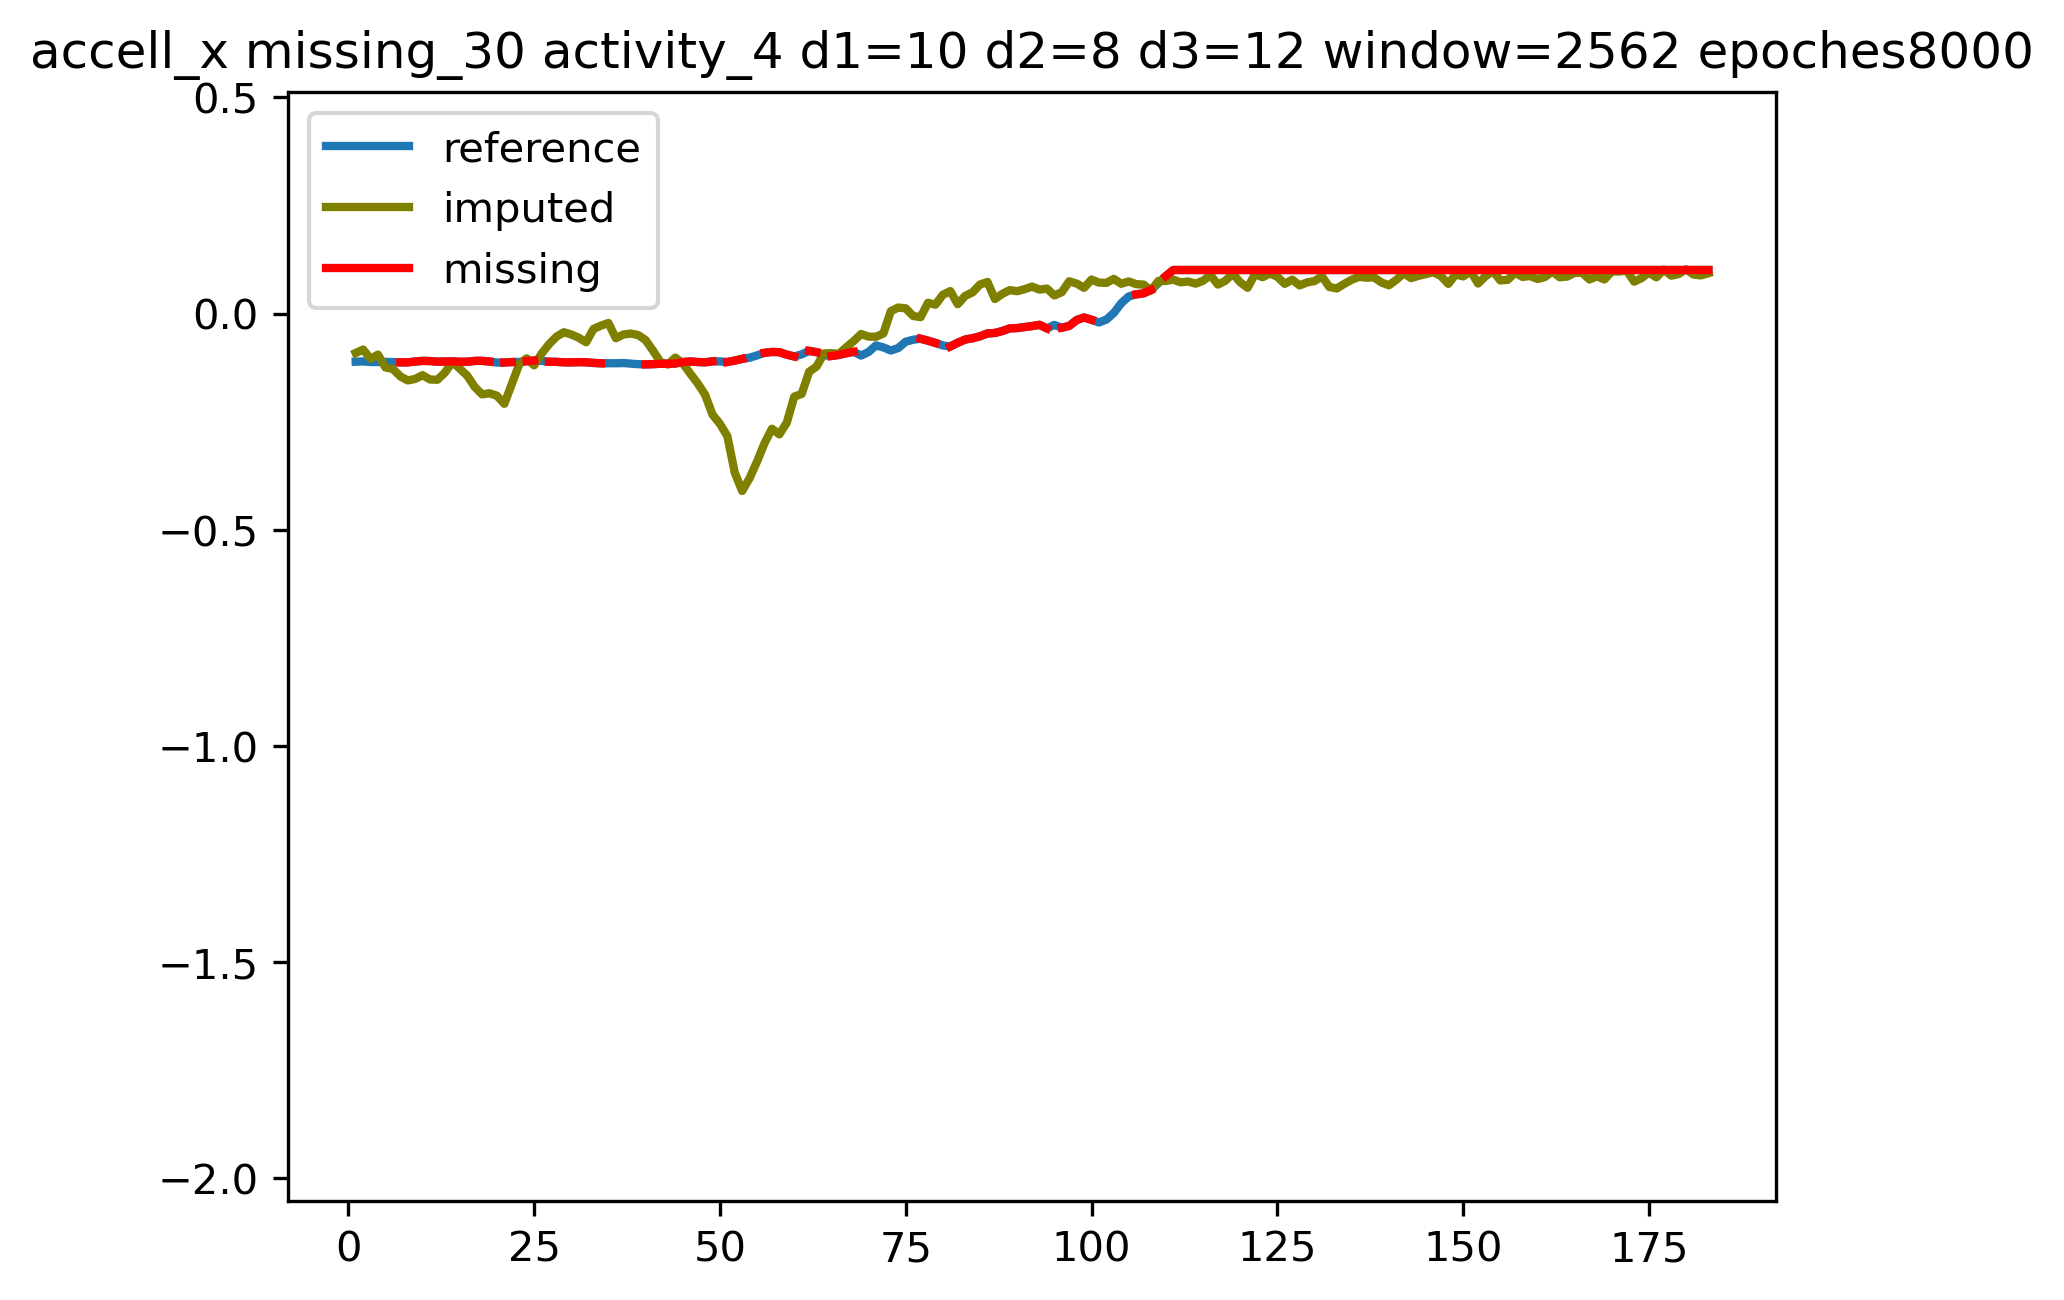 accell_x missing_30 activity_4 d1=10 d2=8 d3=12 window=2562 epoches8000
0.5
0.0
−0.5
−1.0
−1.5
−2.0
reference
imputed
missing
0 25 50 75 100 125 150 175